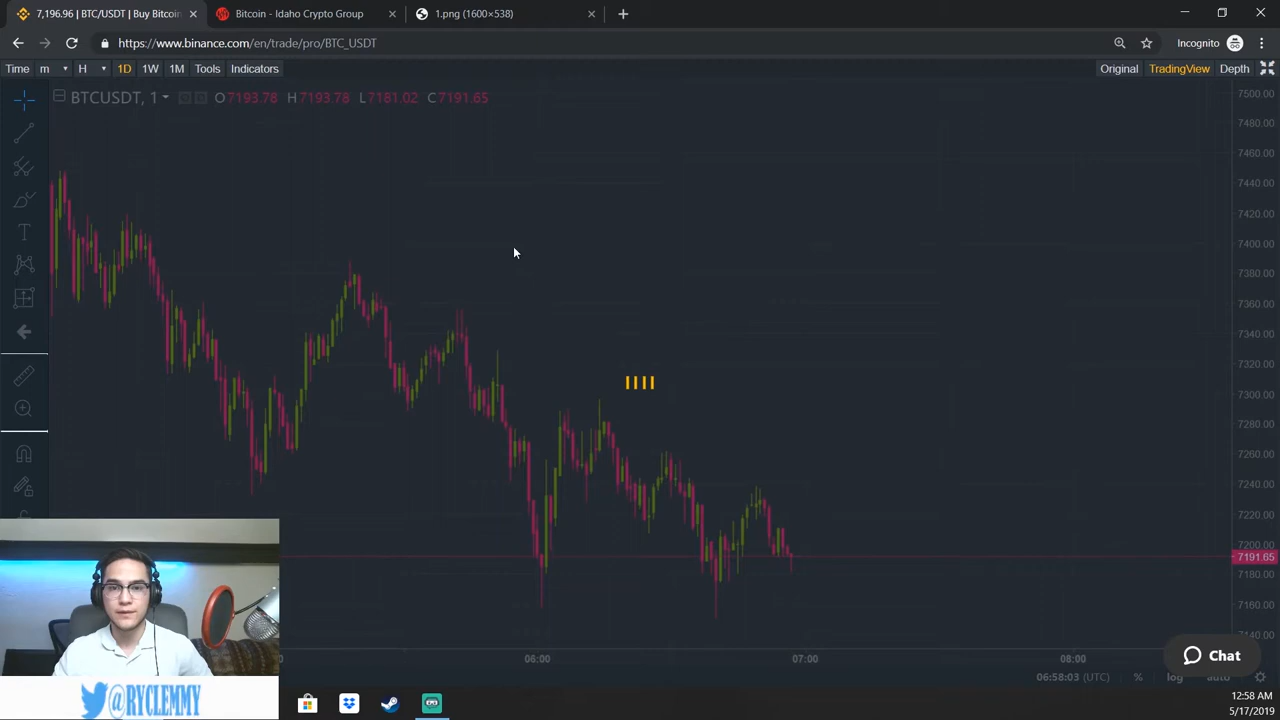 7,196.96 | BTC/USDT | Buy Bitcoin
Bitcoin - Idaho Crypto Group
1.png (1600×538)
https://www.binance.com/en/trade/pro/BTC_USDT
Incognito
Time m H 1D 1W 1M Tools Indicators
Original TradingView Depth
BTCUSDT, 1 O7193.78 H7193.78 L7181.02 C7191.65
7500.00
7480.00
7460.00
7440.00
7420.00
7400.00
7380.00
7360.00
7340.00
7320.00
7300.00
7280.00
7260.00
7240.00
7220.00
7200.00
7191.65
7180.00
7160.00
7140.00
06:00 07:00 08:00
Chat
06:58:03 (UTC) % log auto
@RYCLEMMY
12:58 AM
5/17/2019